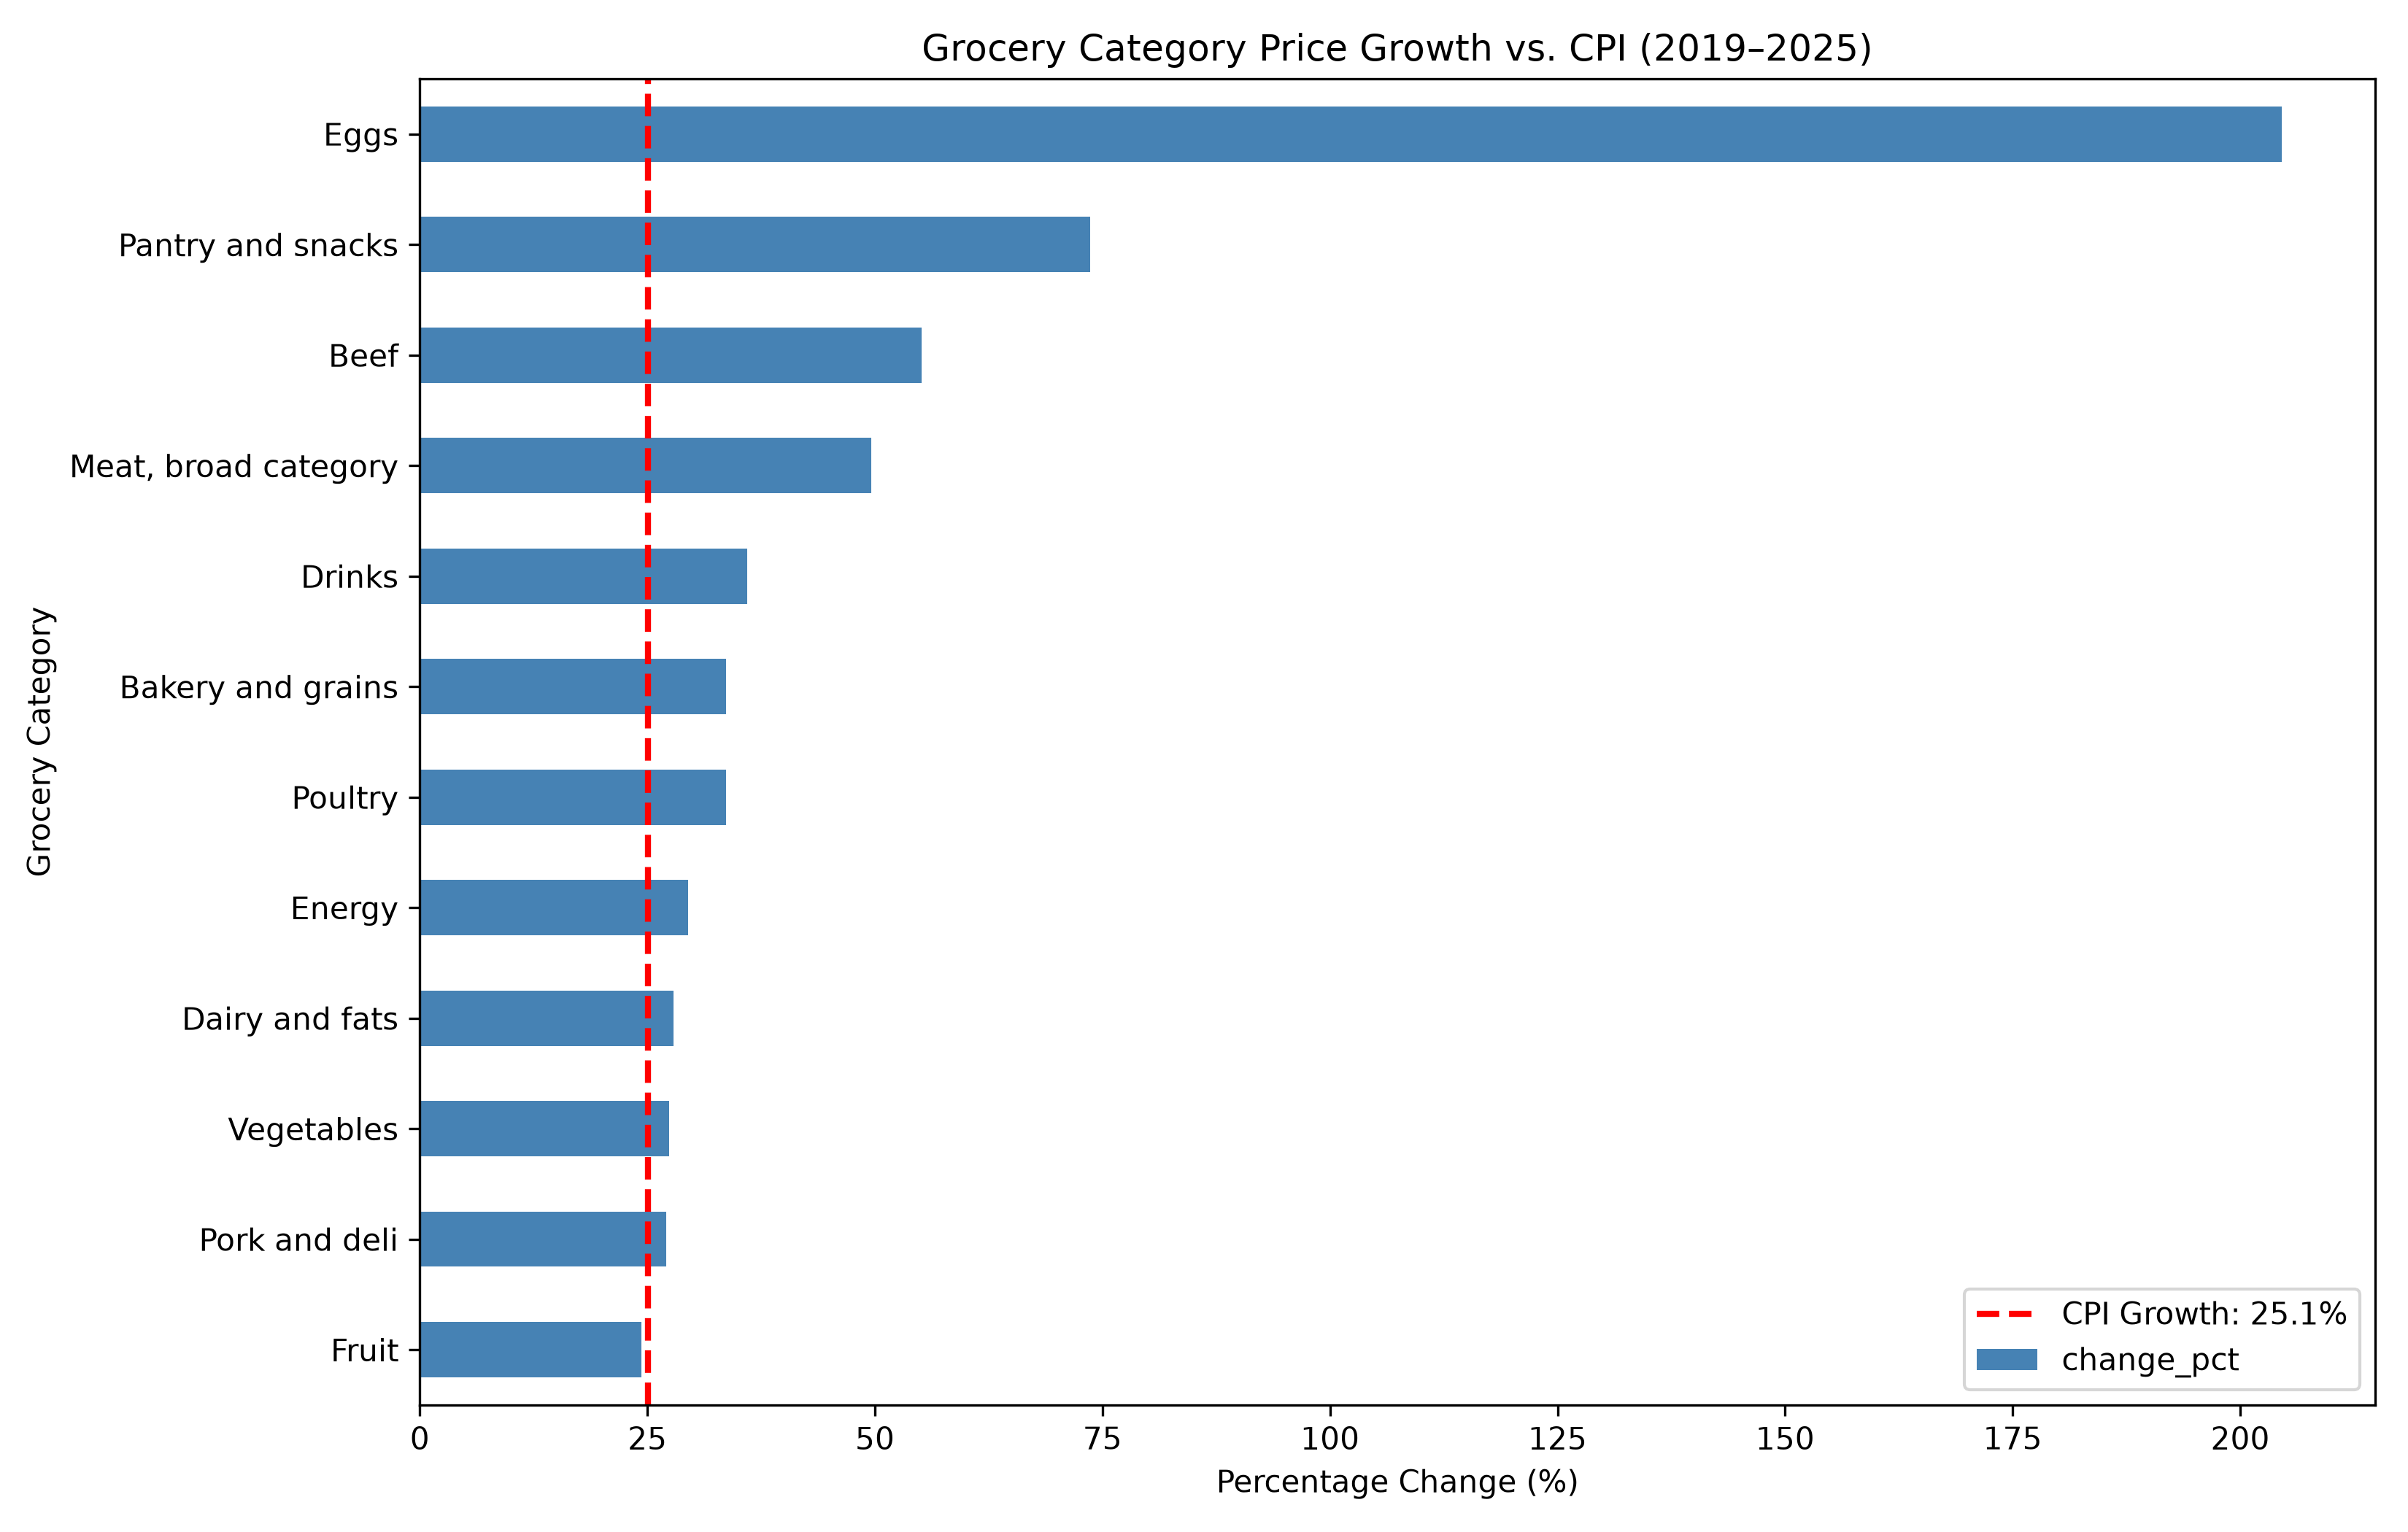 Grocery Category Price Growth vs. CPI (2019–2025)
Grocery Category
Eggs
Pantry and snacks
Beef
Meat, broad category
Drinks
Bakery and grains
Poultry
Energy
Dairy and fats
Vegetables
Pork and deli
Fruit
CPI Growth: 25.1%
change_pct
0 25 50 75 100 125 150 175 200
Percentage Change (%)